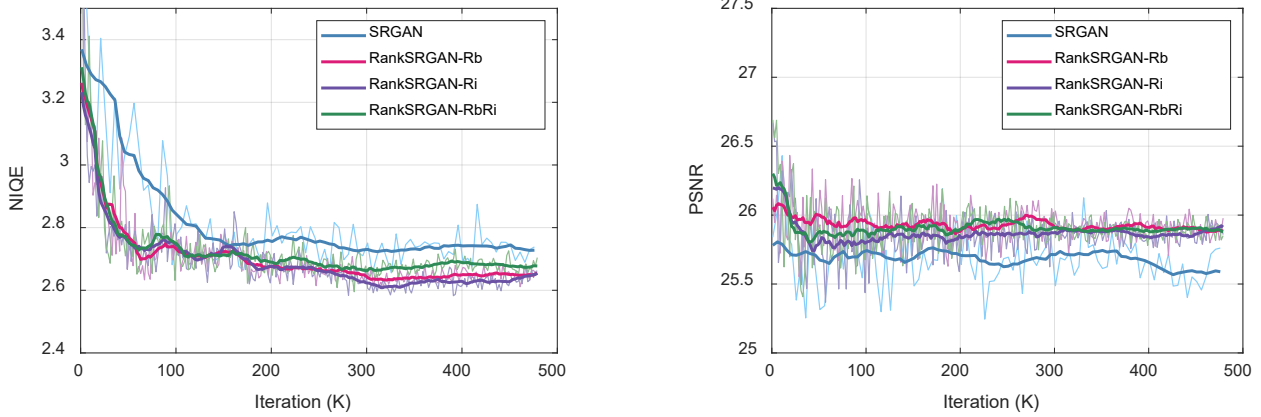 3.4
3.2
3
2.8
2.6
2.4
NIQE
0
100
200
300
400
500
Iteration (K)
SRGAN
RankSRGAN-Rb
RankSRGAN-Ri
RankSRGAN-RbRi
27.5
27
26.5
26
25.5
25
PSNR
0
100
200
300
400
500
Iteration (K)
SRGAN
RankSRGAN-Rb
RankSRGAN-Ri
RankSRGAN-RbRi